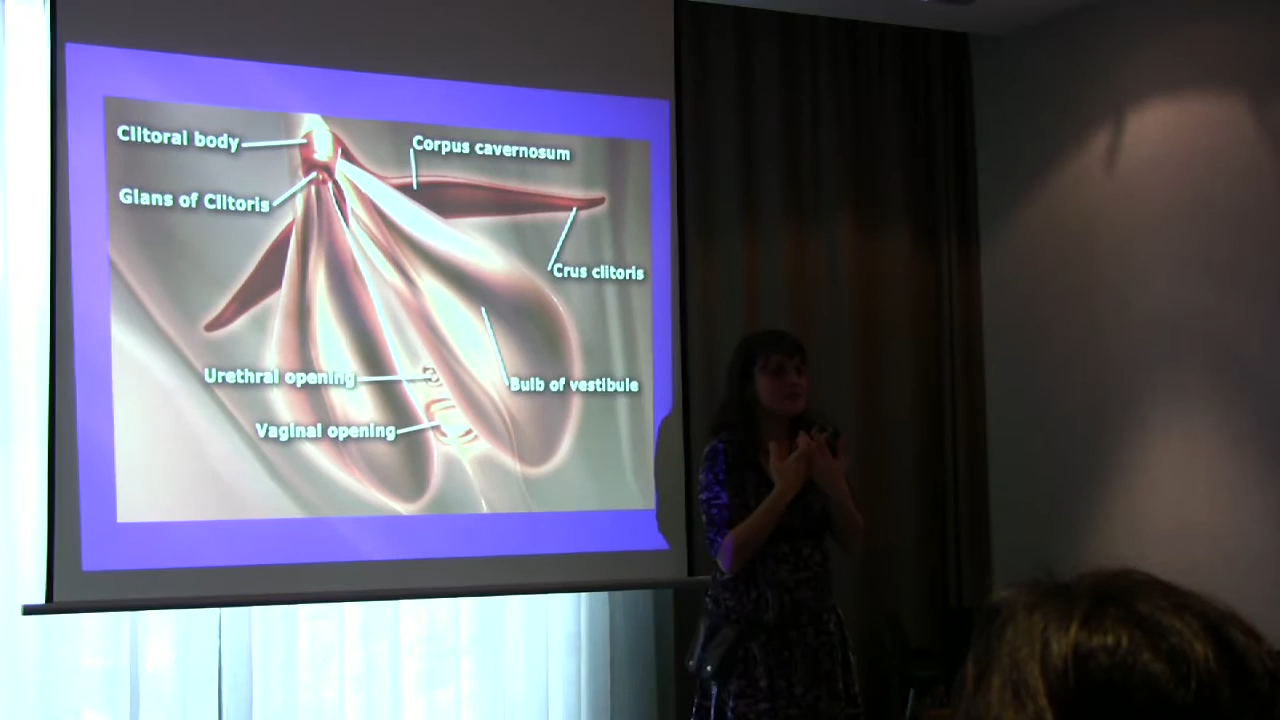 Clitoral body
Corpus cavernosum
Glans of Clitoris
Crus clitoris
Urethral opening
Bulb of vestibule
Vaginal opening